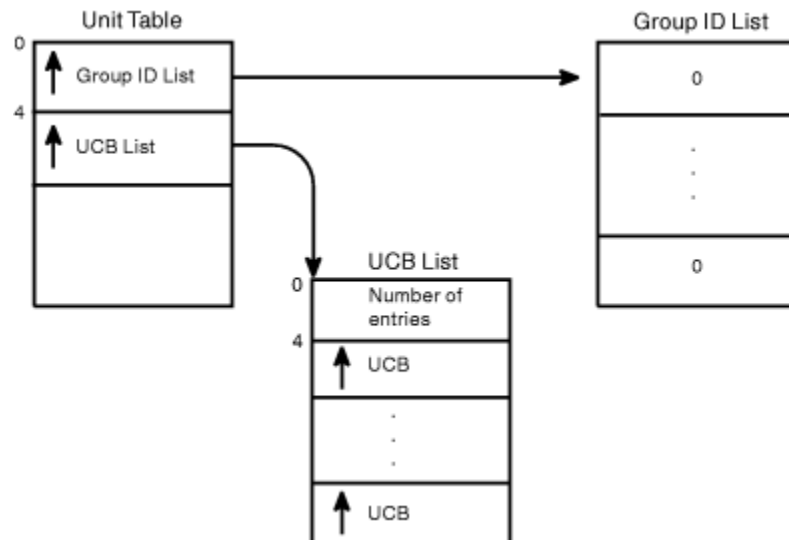 Unit Table
0
Group ID List
4
UCB List
Group ID List
0
.
.
.
0
UCB List
0
Number of
entries
4
UCB
.
.
.
UCB